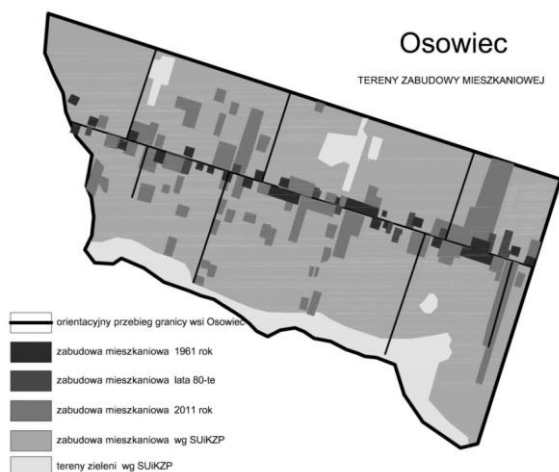 Osowiec
TERENY ZABUDOWY MIESZKANIOWEJ
orientacyjny przebieg granicy wsi Osowiec
zabudowa mieszkaniowa 1961 rok
zabudowa mieszkaniowa lata 80-te
zabudowa mieszkaniowa 2011 rok
zabudowa mieszkaniowa wg SUiKZP
tereny zieleni wg SUiKZP